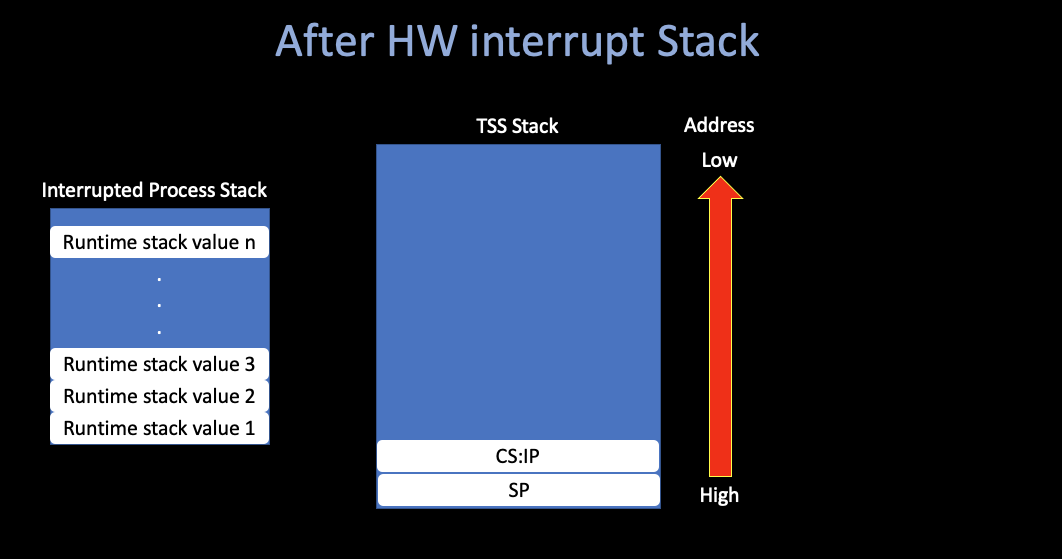 After HW interrupt Stack
TSS Stack
Address
Low
Interrupted Process Stack
Runtime stack value n
.
.
.
Runtime stack value 3
Runtime stack value 2
Runtime stack value 1
CS:IP
SP
High